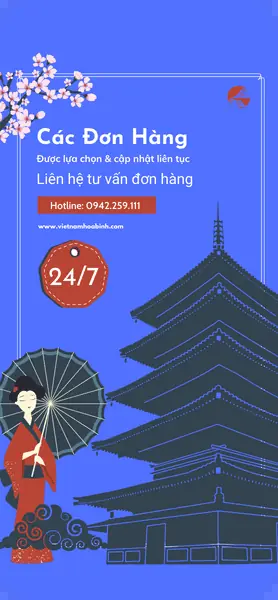 Các Đơn Hàng
Được lựa chọn & cập nhật liên tục
Liên hệ tư vấn đơn hàng
Hotline: 0942.259.111
www.vietnamhoabinh.com
24/7